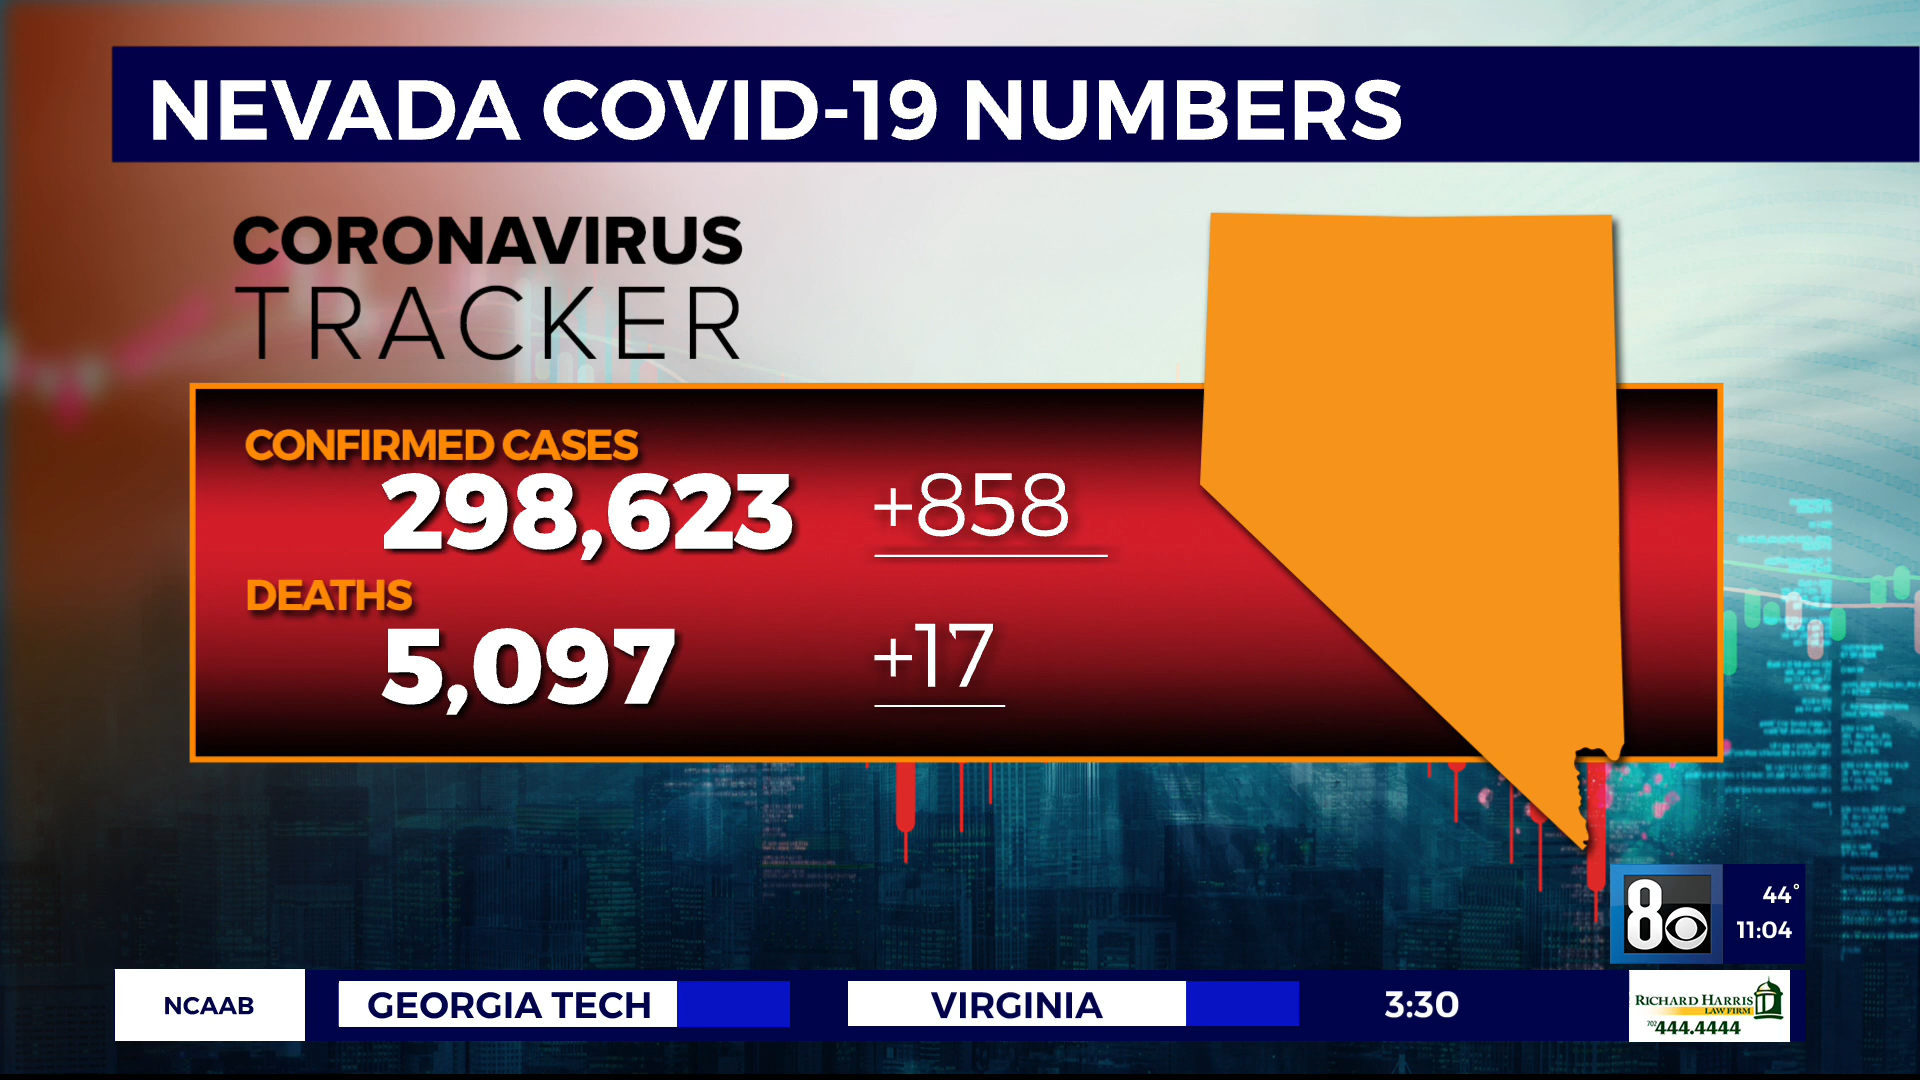 NEVADA COVID-19 NUMBERS
CORONAVIRUS
TRACKER
CONFIRMED CASES
298,623 +858
DEATHS
5,097 +17
8
44°
11:04
NCAAB GEORGIA TECH VIRGINIA 3:30
RICHARD HARRIS
LAW FIRM
702 444.4444